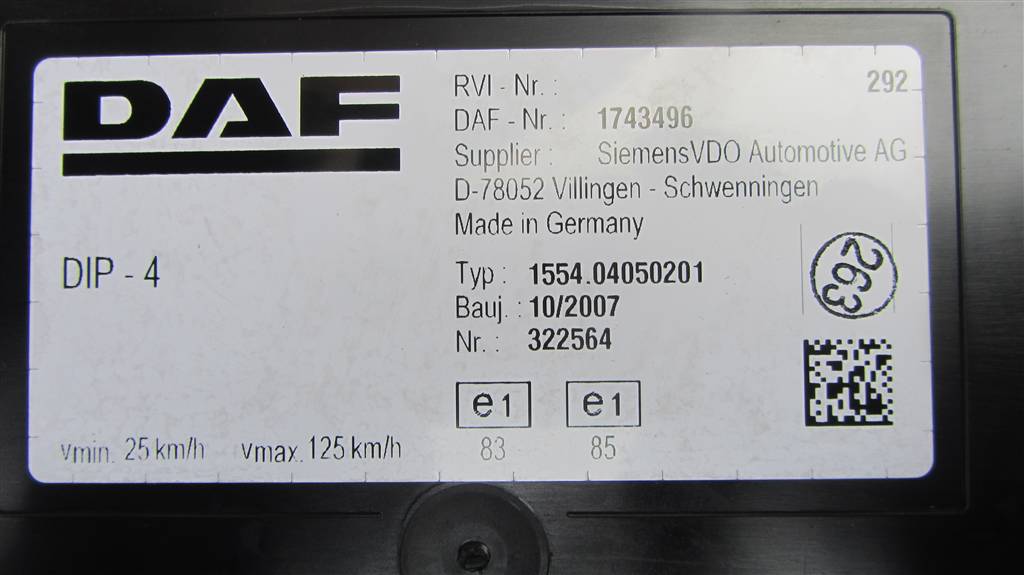 DAF
RVI - Nr. : 292
DAF - Nr. : 1743496
Supplier : SiemensVDO Automotive AG
D-78052 Villingen - Schwenningen
Made in Germany
DIP - 4
Typ : 1554.04050201
Bauj. : 10/2007
Nr. : 322564
263
e1 e1
83 85
vmin. 25 km/h vmax. 125 km/h